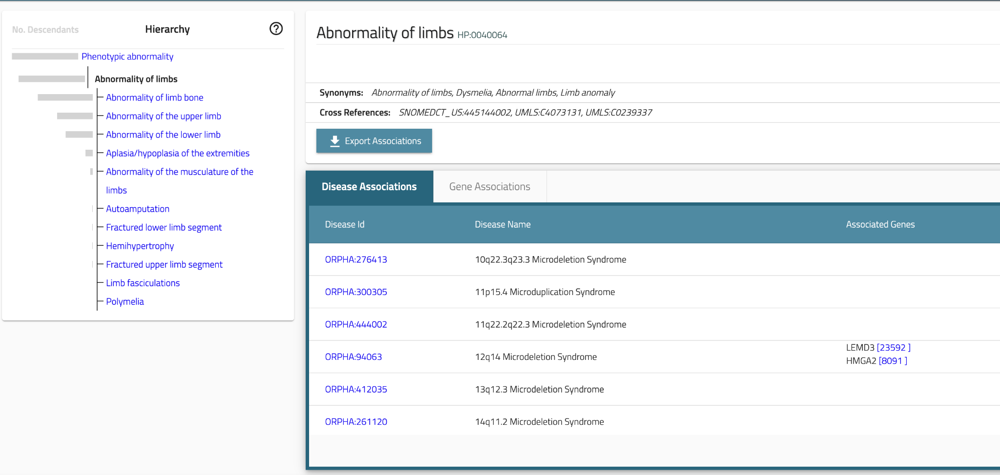 No. Descendants
Hierarchy
Phenotypic abnormality
Abnormality of limbs
Abnormality of limb bone
Abnormality of the upper limb
Abnormality of the lower limb
Aplasia/hypoplasia of the extremities
Abnormality of the musculature of the
limbs
Autoamputation
Fractured lower limb segment
Hemihypertrophy
Fractured upper limb segment
Limb fasciculations
Polymelia
Abnormality of limbs HP:0040064
Synonyms: Abnormality of limbs, Dysmelia, Abnormal limbs, Limb anomaly
Cross References: SNOMEDCT_US:445144002, UMLS:C4073131, UMLS:C0239337
Export Associations
Disease Associations
Gene Associations
Disease Id Disease Name Associated Genes
ORPHA:276413 10q22.3q23.3 Microdeletion Syndrome
ORPHA:300305 11p15.4 Microduplication Syndrome
ORPHA:444002 11q22.2q22.3 Microdeletion Syndrome
ORPHA:94063 12q14 Microdeletion Syndrome
LEMD3 [23592 ]
HMGA2 [8091 ]
ORPHA:412035 13q12.3 Microdeletion Syndrome
ORPHA:261120 14q11.2 Microdeletion Syndrome